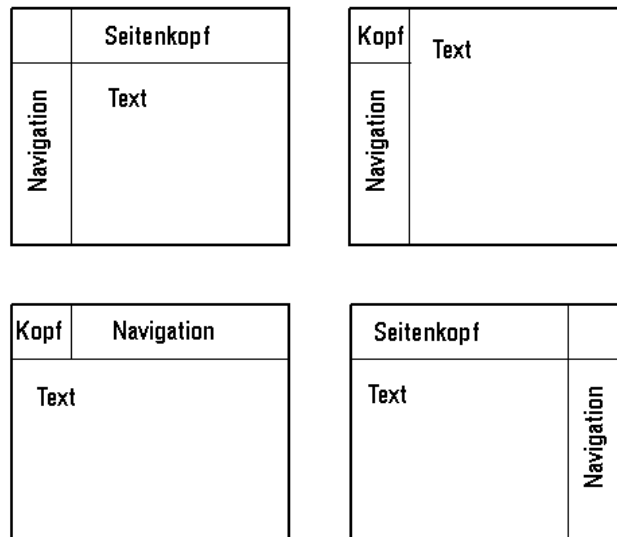 Seitenkopf
Text
Navigation
Kopf
Text
Navigation
Kopf Navigation
Text
Seitenkopf
Text
Navigation